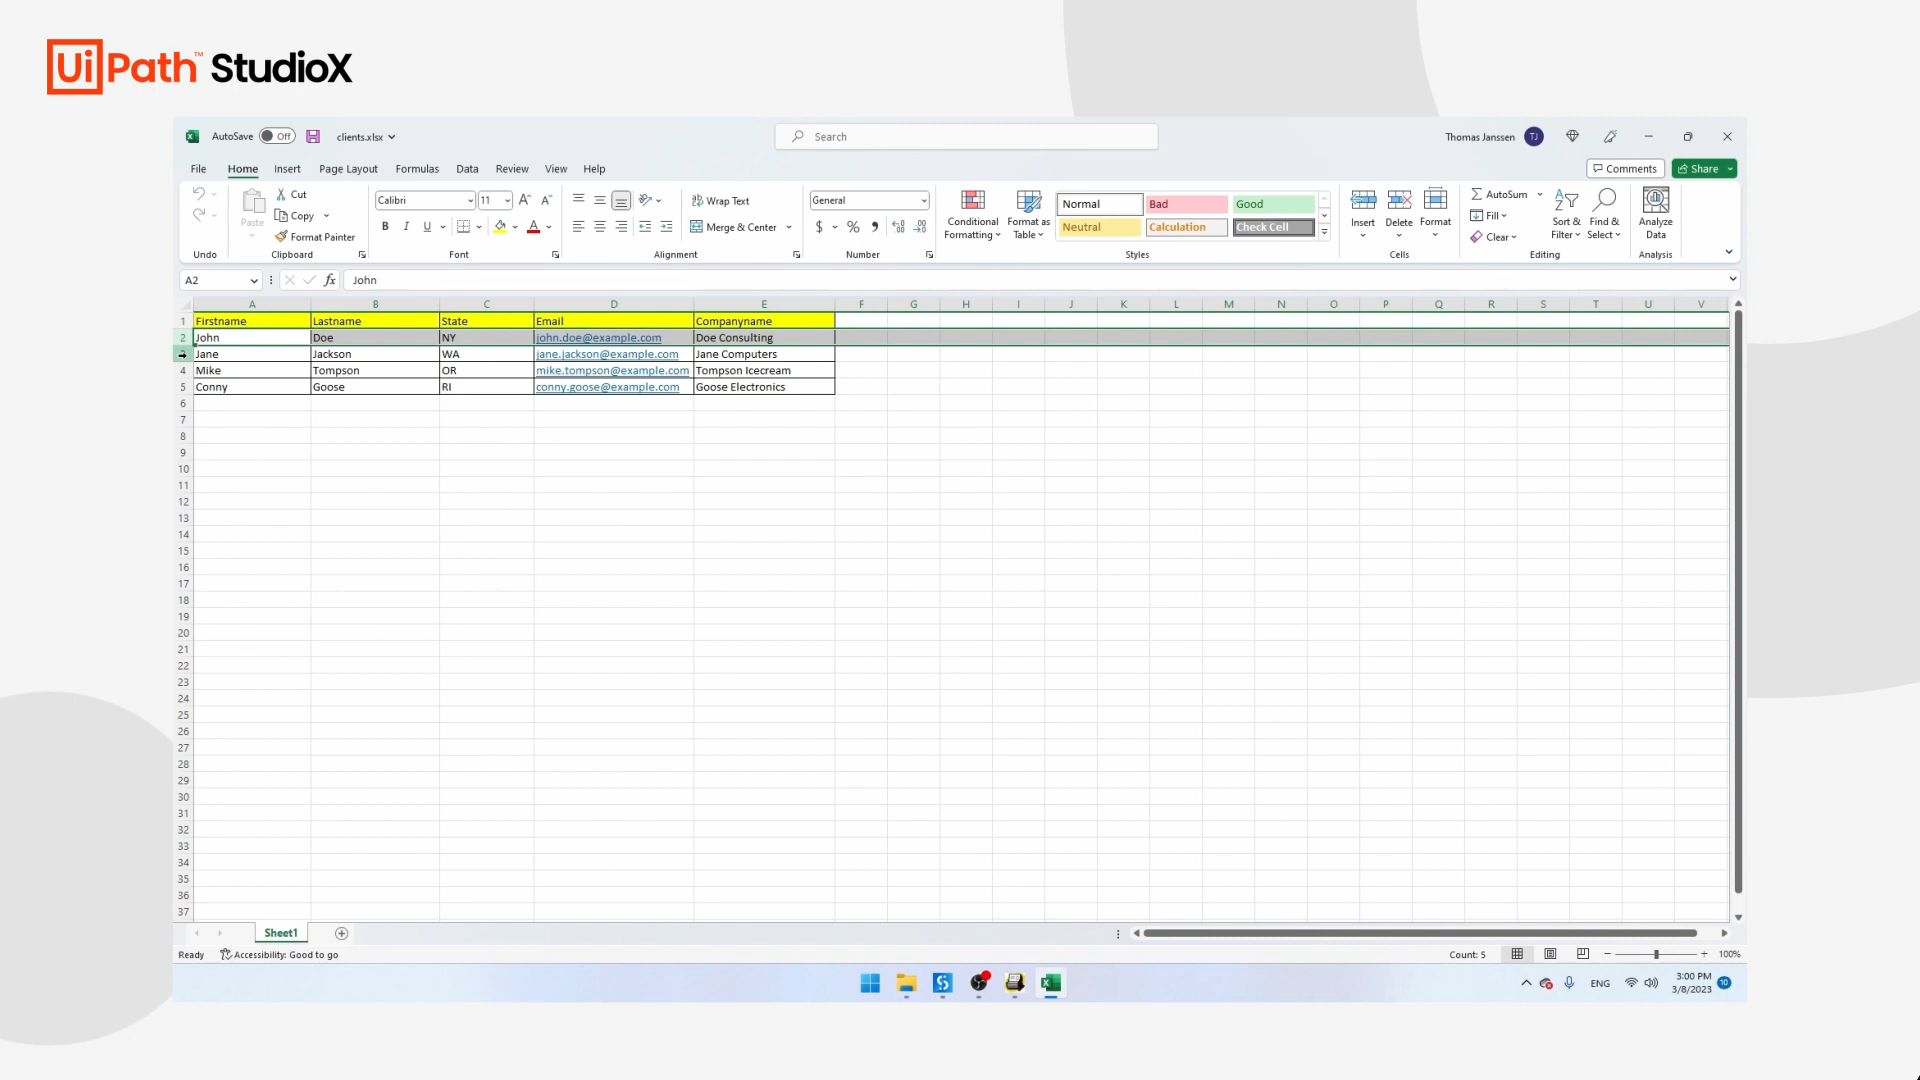 UiPath™ StudioX
AutoSave Off clients.xlsx Search Thomas Janssen TJ
File Home Insert Page Layout Formulas Data Review View Help Comments Share
Paste Cut Copy Format Painter
Calibri 11 A^ A˅
B I U A
Wrap Text
Merge & Center
General
$ % ,
Conditional Formatting Format as Table
Normal Bad Good
Neutral Calculation Check Cell
Insert Delete Format
AutoSum
Fill
Clear
Sort & Filter Find & Select Analyze Data
Undo Clipboard Font Alignment Number Styles Cells Editing Analysis
A2 fx John
A B C D E F G H I J K L M N O P Q R S T U V
1 Firstname Lastname State Email Companyname
2 John Doe NY john.doe@example.com Doe Consulting
3 Jane Jackson WA jane.jackson@example.com Jane Computers
4 Mike Tompson OR mike.tompson@example.com Tompson Icecream
5 Conny Goose RI conny.goose@example.com Goose Electronics
6
7
8
9
10
11
12
13
14
15
16
17
18
19
20
21
22
23
24
25
26
27
28
29
30
31
32
33
34
35
36
37
Sheet1
Ready Accessibility: Good to go Count: 5 100%
ENG 3:00 PM
3/8/2023 10